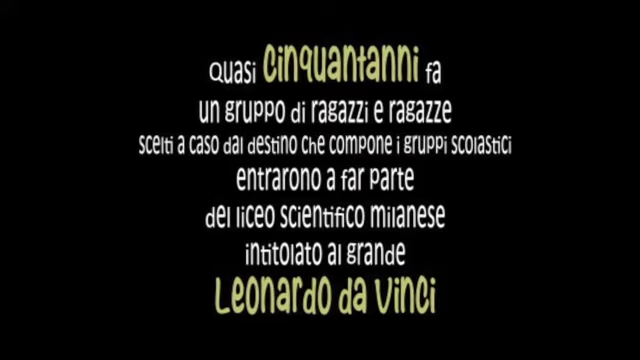 Quasi cinquantanni fa
un gruppo di ragazzi e ragazze
scelti a caso dal destino che compone i gruppi scolastici
entrarono a far parte
del liceo scientifico milanese
intitolato al grande
Leonardo da Vinci